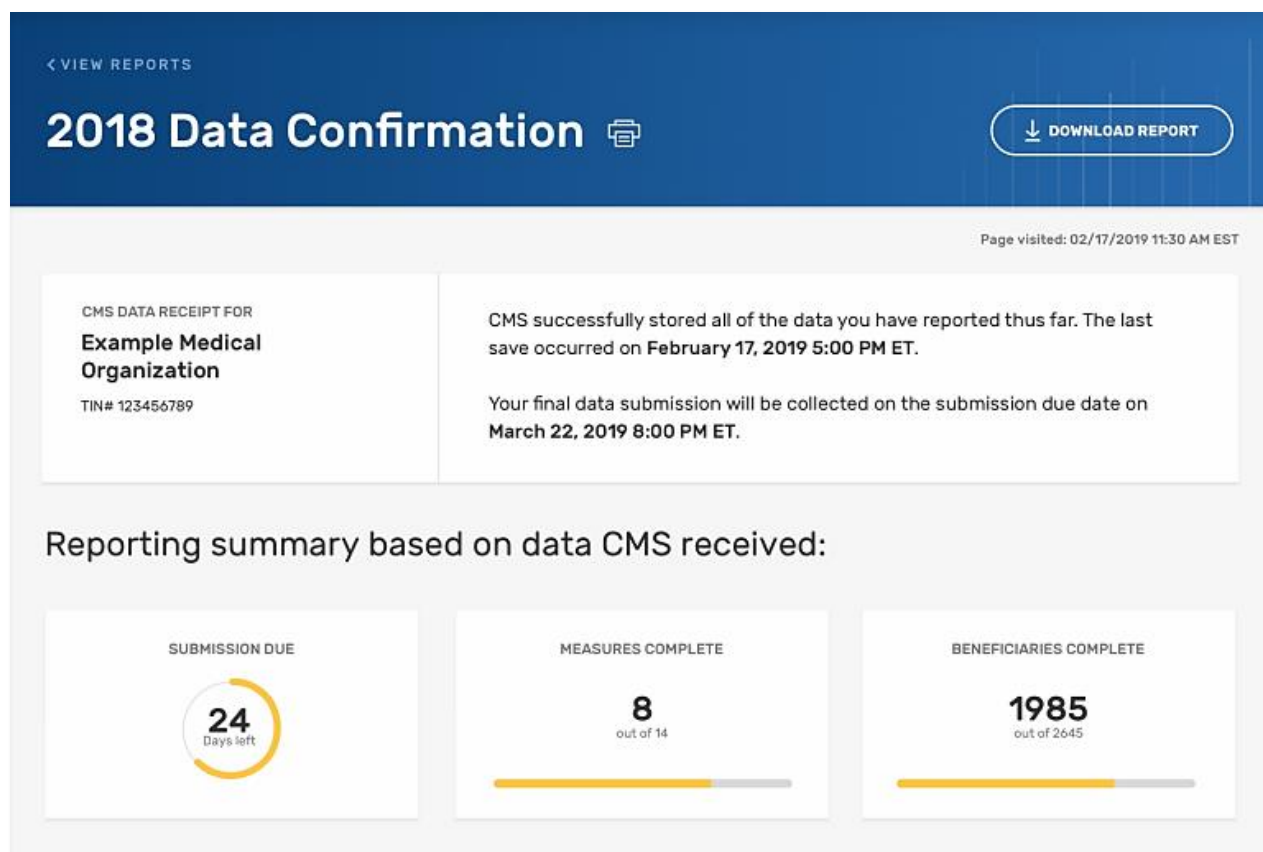 VIEW REPORTS
2018 Data Confirmation
DOWNLOAD REPORT
Page visited: 02/17/2019 11:30 AM EST
CMS DATA RECEIPT FOR
Example Medical
Organization
TIN# 123456789
CMS successfully stored all of the data you have reported thus far. The last
save occurred on February 17, 2019 5:00 PM ET.
Your final data submission will be collected on the submission due date on
March 22, 2019 8:00 PM ET.
Reporting summary based on data CMS received:
SUBMISSION DUE
24
Days left
MEASURES COMPLETE
8
out of 14
BENEFICIARIES COMPLETE
1985
out of 2645